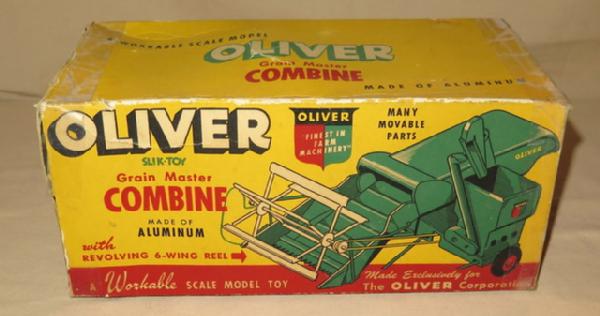 A WORKABLE SCALE MODEL
OLIVER
Grain Master
COMBINE
MADE OF ALUMINUM
OLIVER
SLIK-TOY
Grain Master
COMBINE
MADE OF
ALUMINUM
with
REVOLVING 6-WING REEL
OLIVER
"FINEST IN
FARM
MACHINERY"
MANY
MOVABLE
PARTS
OLIVER
A Workable SCALE MODEL TOY
Made Exclusively for
The OLIVER Corporation